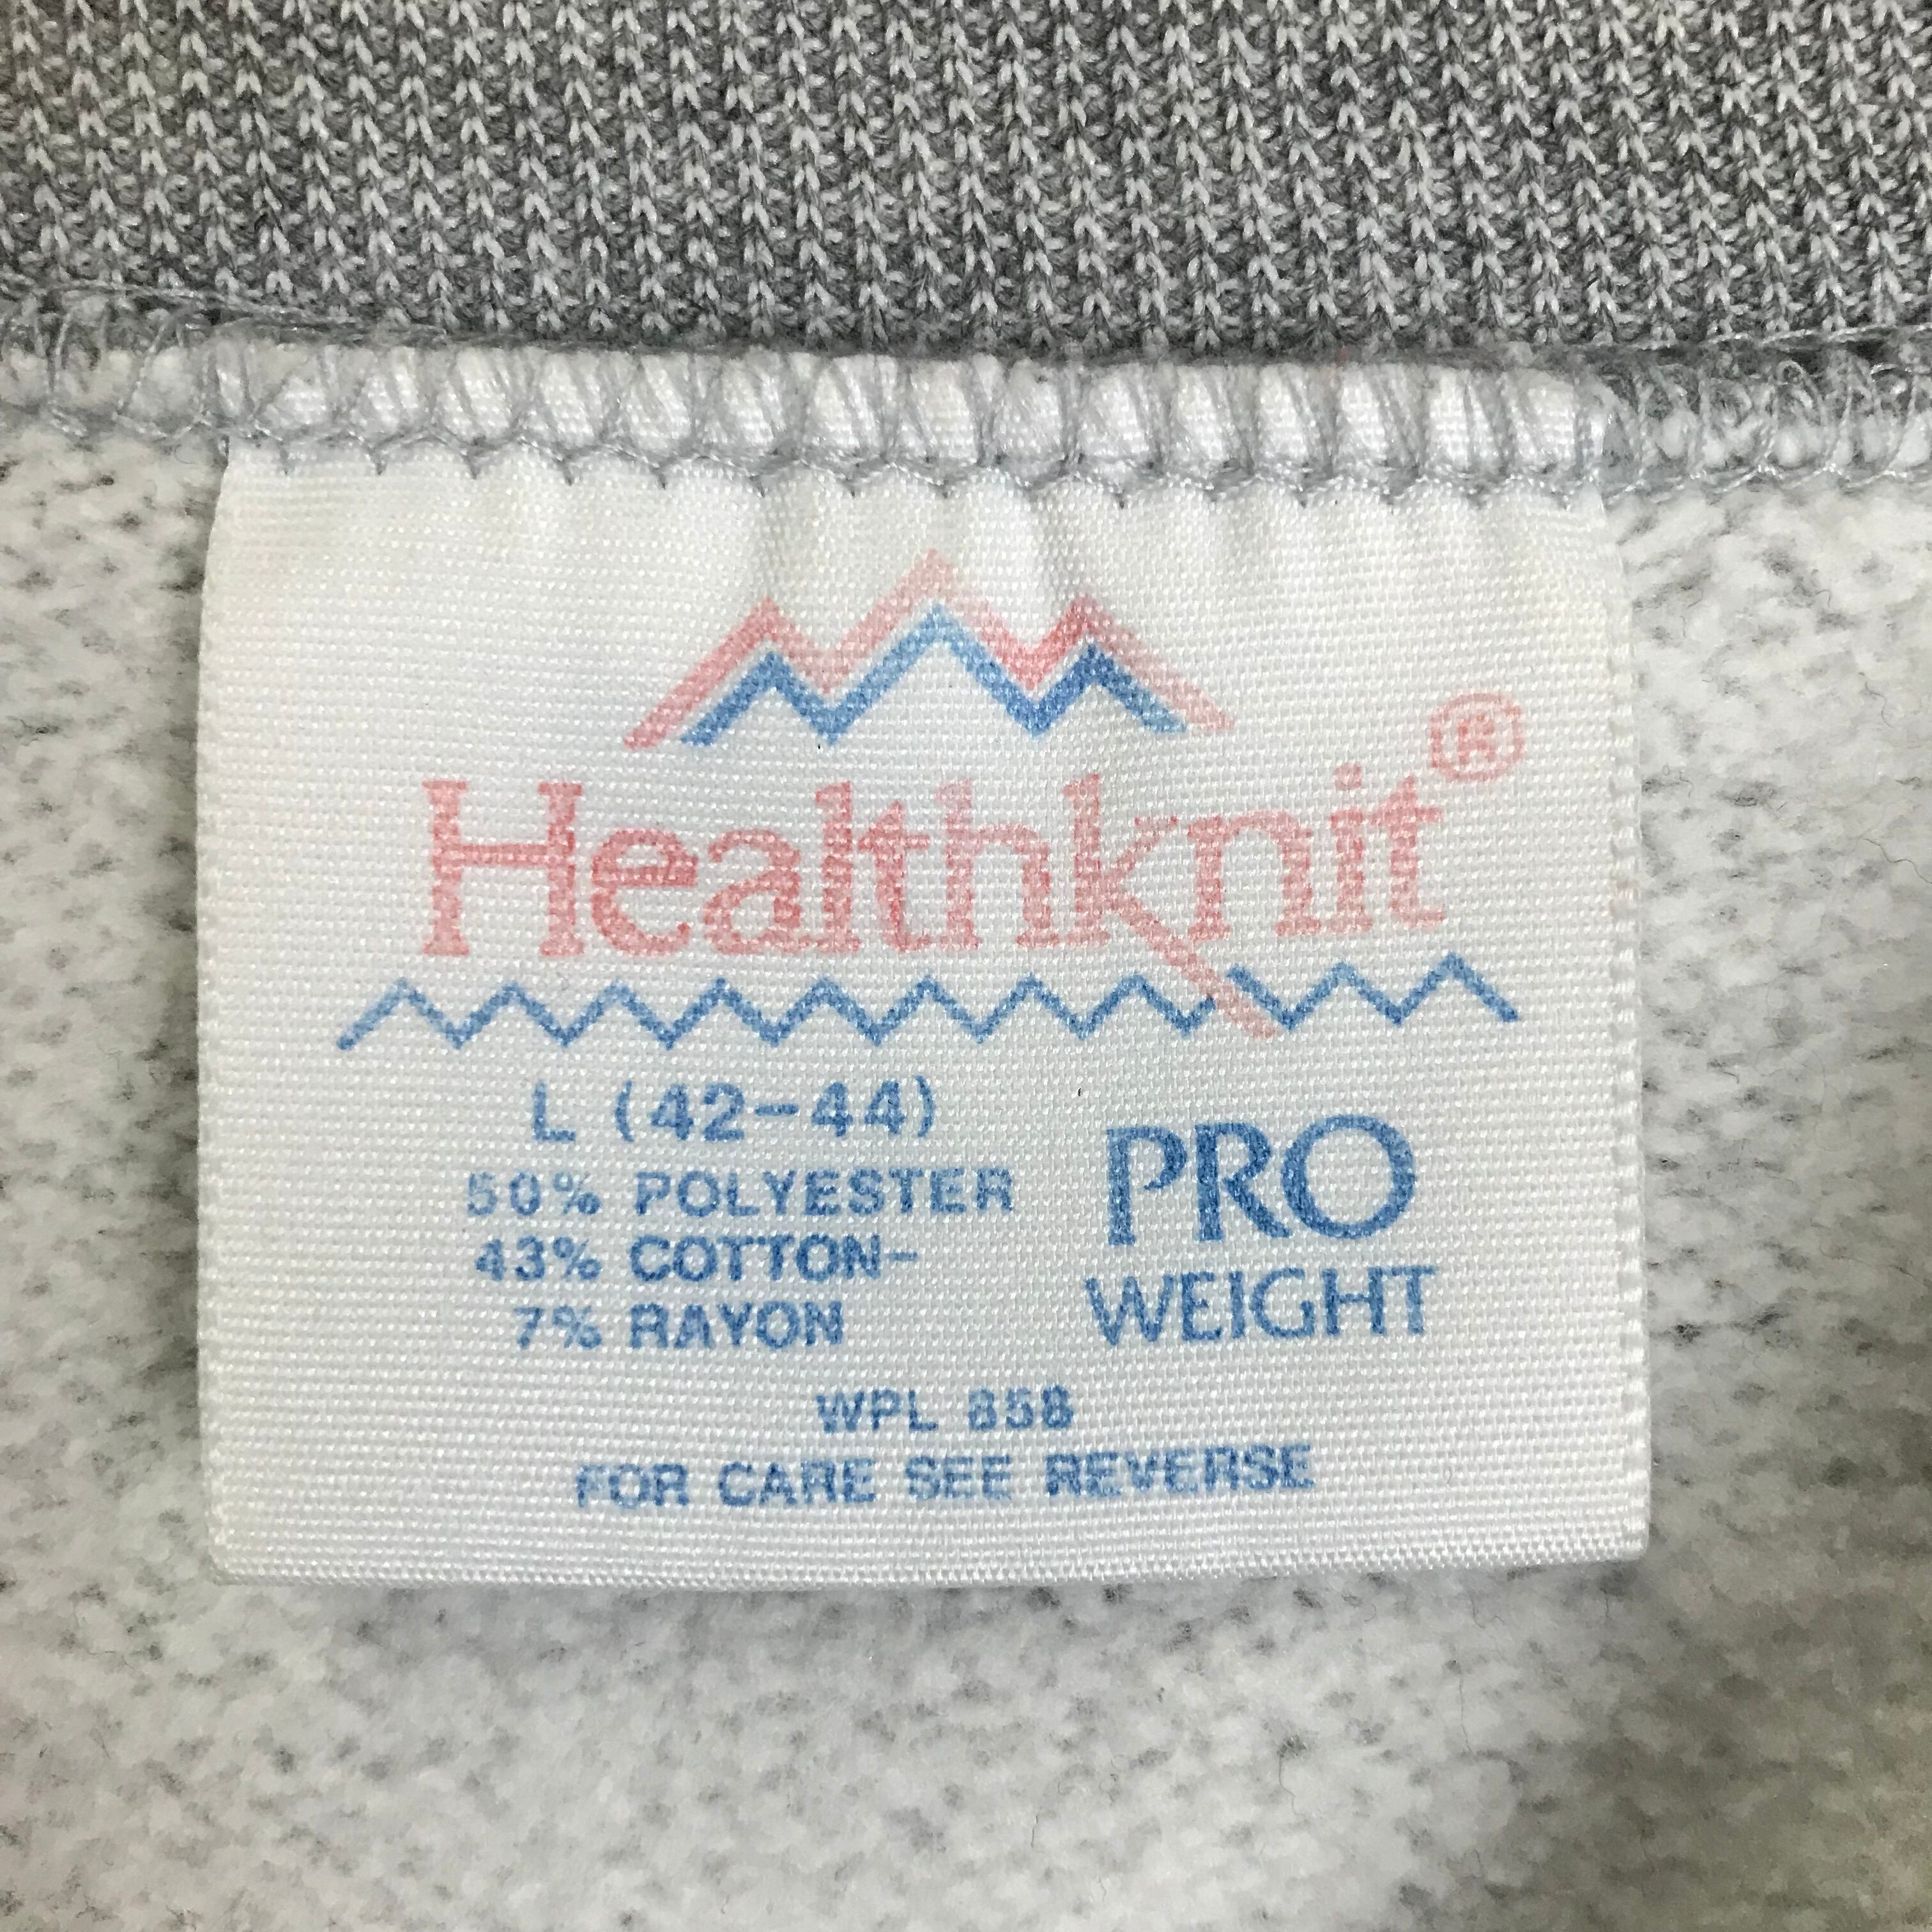 Healthknit®
L (42-44)
50% POLYESTER
43% COTTON-
7% RAYON
PRO
WEIGHT
WPL 858
FOR CARE SEE REVERSE